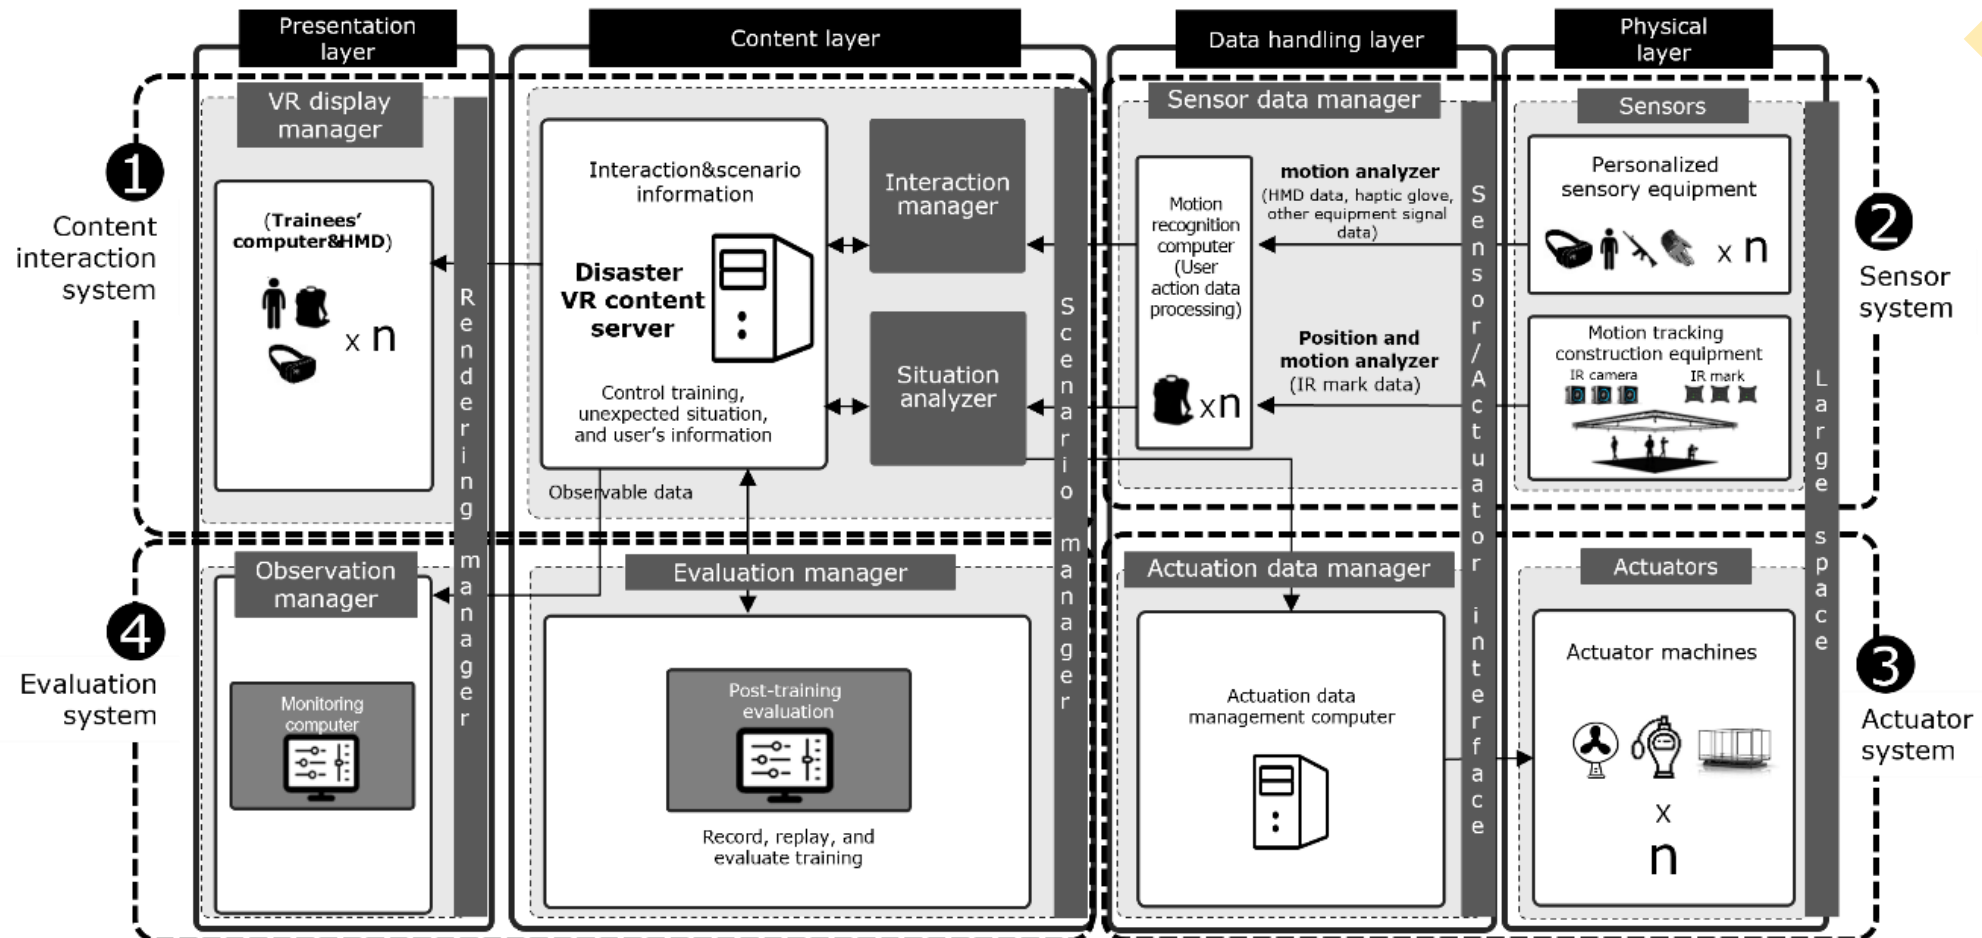 Presentation
layer
Content layer
Data handling layer
Physical
layer
1
Content
interaction
system
VR display
manager
(Trainees’
computer&HMD)
x n
Rendering manager
Interaction&scenario
information
Disaster
VR content
server
Control training,
unexpected situation,
and user's information
Interaction
manager
Situation
analyzer
Observable data
Scenario manager
Sensor data manager
Motion
recognition
computer
(User
action data
processing)
xn
motion analyzer
(HMD data, haptic glove,
other equipment signal
data)
Position and
motion analyzer
(IR mark data)
Sensor/Actuator interface
Sensors
Personalized
sensory equipment
x n
Motion tracking
construction equipment
IR camera
IR mark
Large space
2
Sensor
system
4
Evaluation
system
Observation
manager
Monitoring
computer
Evaluation manager
Post-training
evaluation
Record, replay, and
evaluate training
Actuation data manager
Actuation data
management computer
Actuators
Actuator machines
x
n
3
Actuator
system